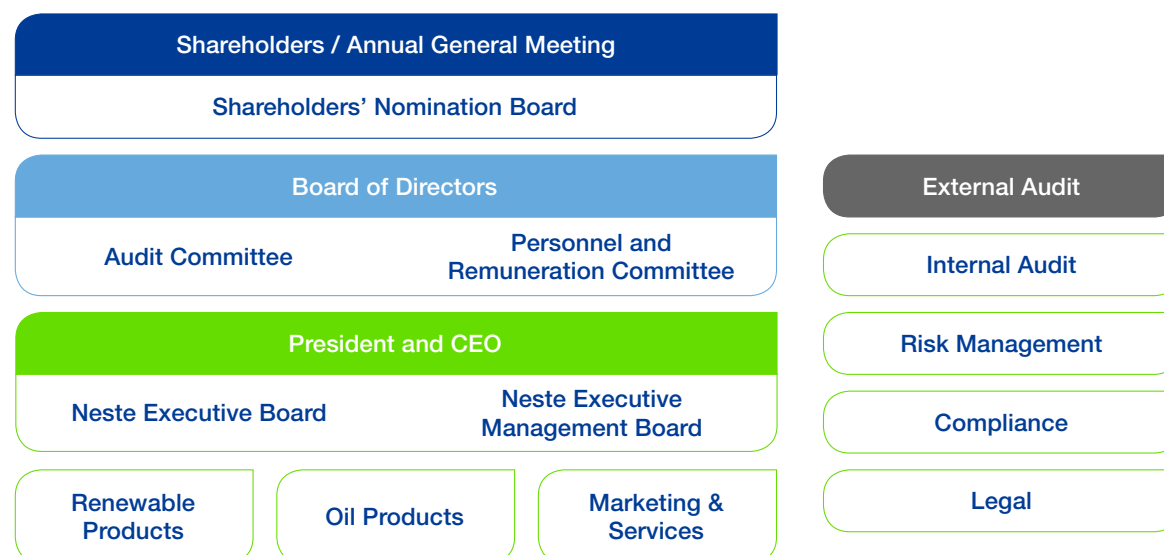 Shareholders / Annual General Meeting
Shareholders’ Nomination Board
Board of Directors
Audit Committee
Personnel and
Remuneration Committee
President and CEO
Neste Executive Board
Neste Executive
Management Board
Renewable
Products
Oil Products
Marketing &
Services
External Audit
Internal Audit
Risk Management
Compliance
Legal